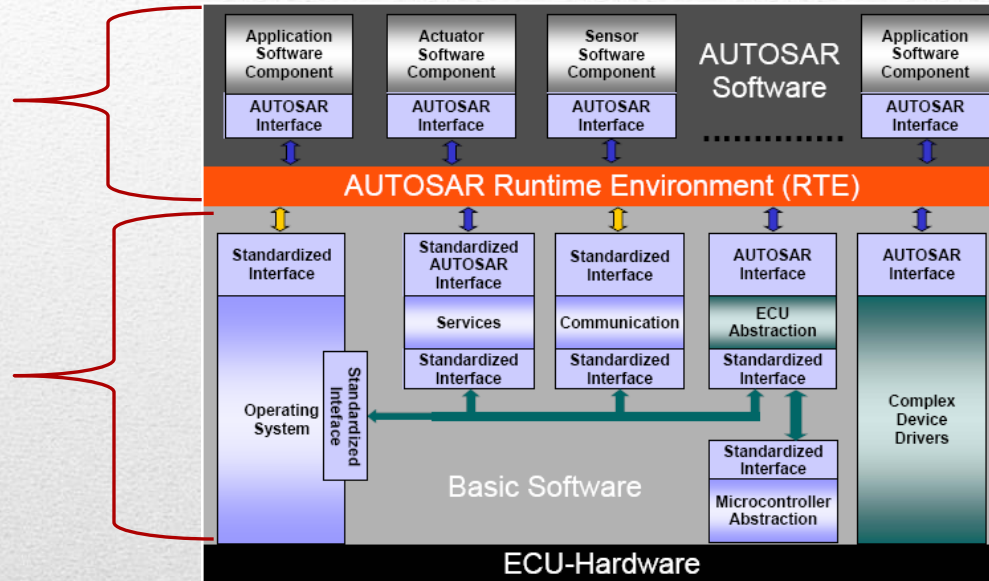 Application
Software
Component
AUTOSAR
Interface
Actuator
Software
Component
AUTOSAR
Interface
Sensor
Software
Component
AUTOSAR
Interface
AUTOSAR
Software
Application
Software
Component
AUTOSAR
Interface
AUTOSAR Runtime Environment (RTE)
Standardized
Interface
Operating
System
Standardized
Inteface
Standardized
AUTOSAR
Interface
Services
Standardized
Interface
Standardized
Interface
Communication
Standardized
Interface
AUTOSAR
Interface
ECU
Abstraction
Standardized
Interface
Standardized
Interface
Microcontroller
Abstraction
AUTOSAR
Interface
Complex
Device
Drivers
Basic Software
ECU-Hardware